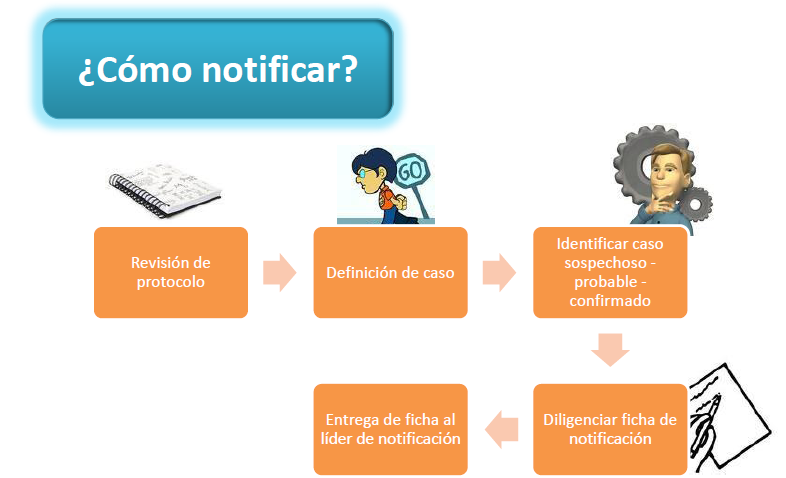 ¿Cómo notificar?
GO
Revisión de
protocolo
Definición de caso
Identificar caso
sospechoso -
probable -
confirmado
Diligenciar ficha de
notificación
Entrega de ficha al
líder de notificación